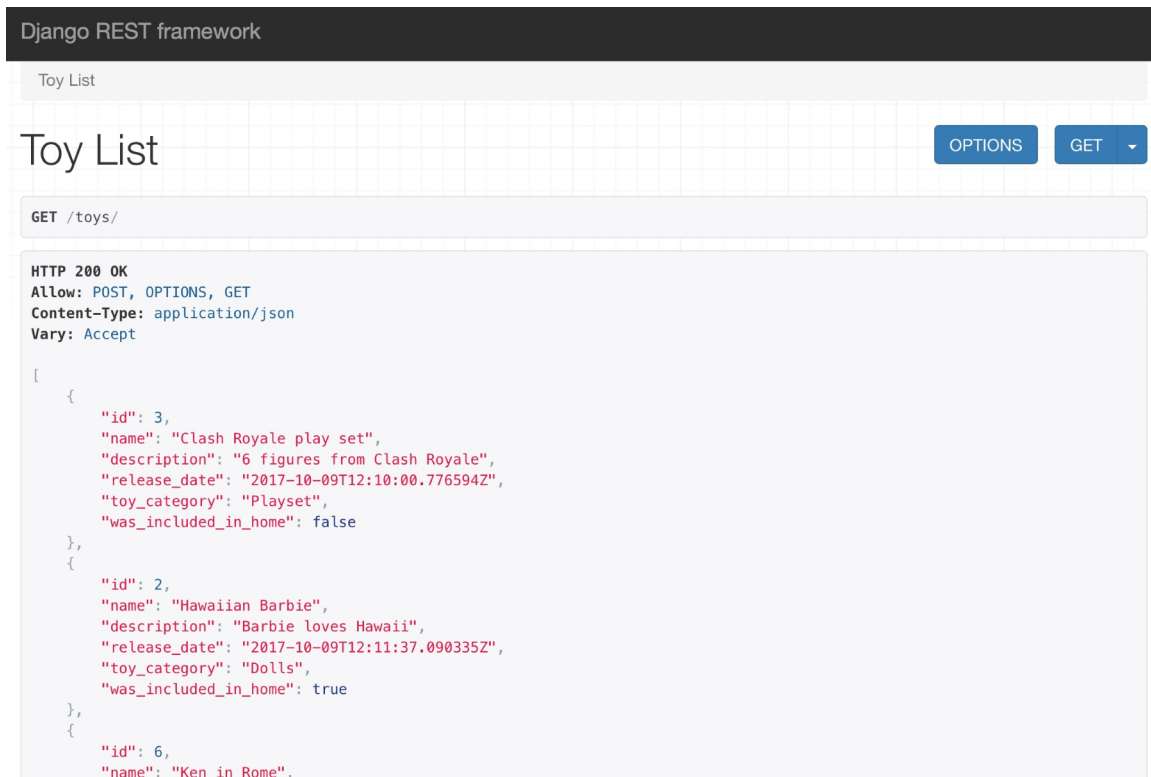 Django REST framework
Toy List
Toy List
OPTIONS
GET
GET /toys/
HTTP 200 OK
Allow: POST, OPTIONS, GET
Content-Type: application/json
Vary: Accept
[
{
"id": 3,
"name": "Clash Royale play set",
"description": "6 figures from Clash Royale",
"release_date": "2017-10-09T12:10:00.776594Z",
"toy_category": "Playset",
"was_included_in_home": false
},
{
"id": 2,
"name": "Hawaiian Barbie",
"description": "Barbie loves Hawaii",
"release_date": "2017-10-09T12:11:37.090335Z",
"toy_category": "Dolls",
"was_included_in_home": true
},
{
"id": 6,
"name": "Ken in Rome",